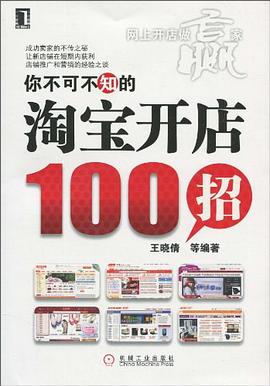 成功卖家的不传之秘
让新店铺在短期内获利
店铺推广和营销的经验之谈
网上开店做赢家
你不可不知的
淘宝开店
100招
王晓倩 等编著
机械工业出版社
China Machine Press